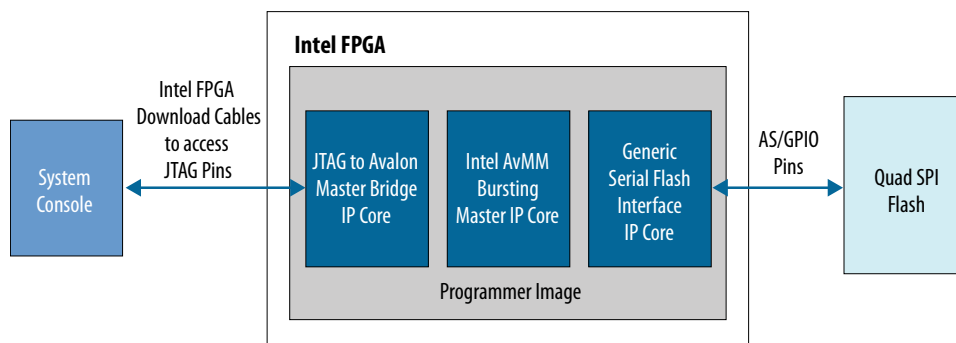 Intel FPGA
Intel FPGA
Download Cables
to access
JTAG Pins
System
Console
JTAG to Avalon
Master Bridge
IP Core
Intel AvMM
Bursting
Master IP Core
Generic
Serial Flash
Interface
IP Core
Programmer Image
AS/GPIO
Pins
Quad SPI
Flash